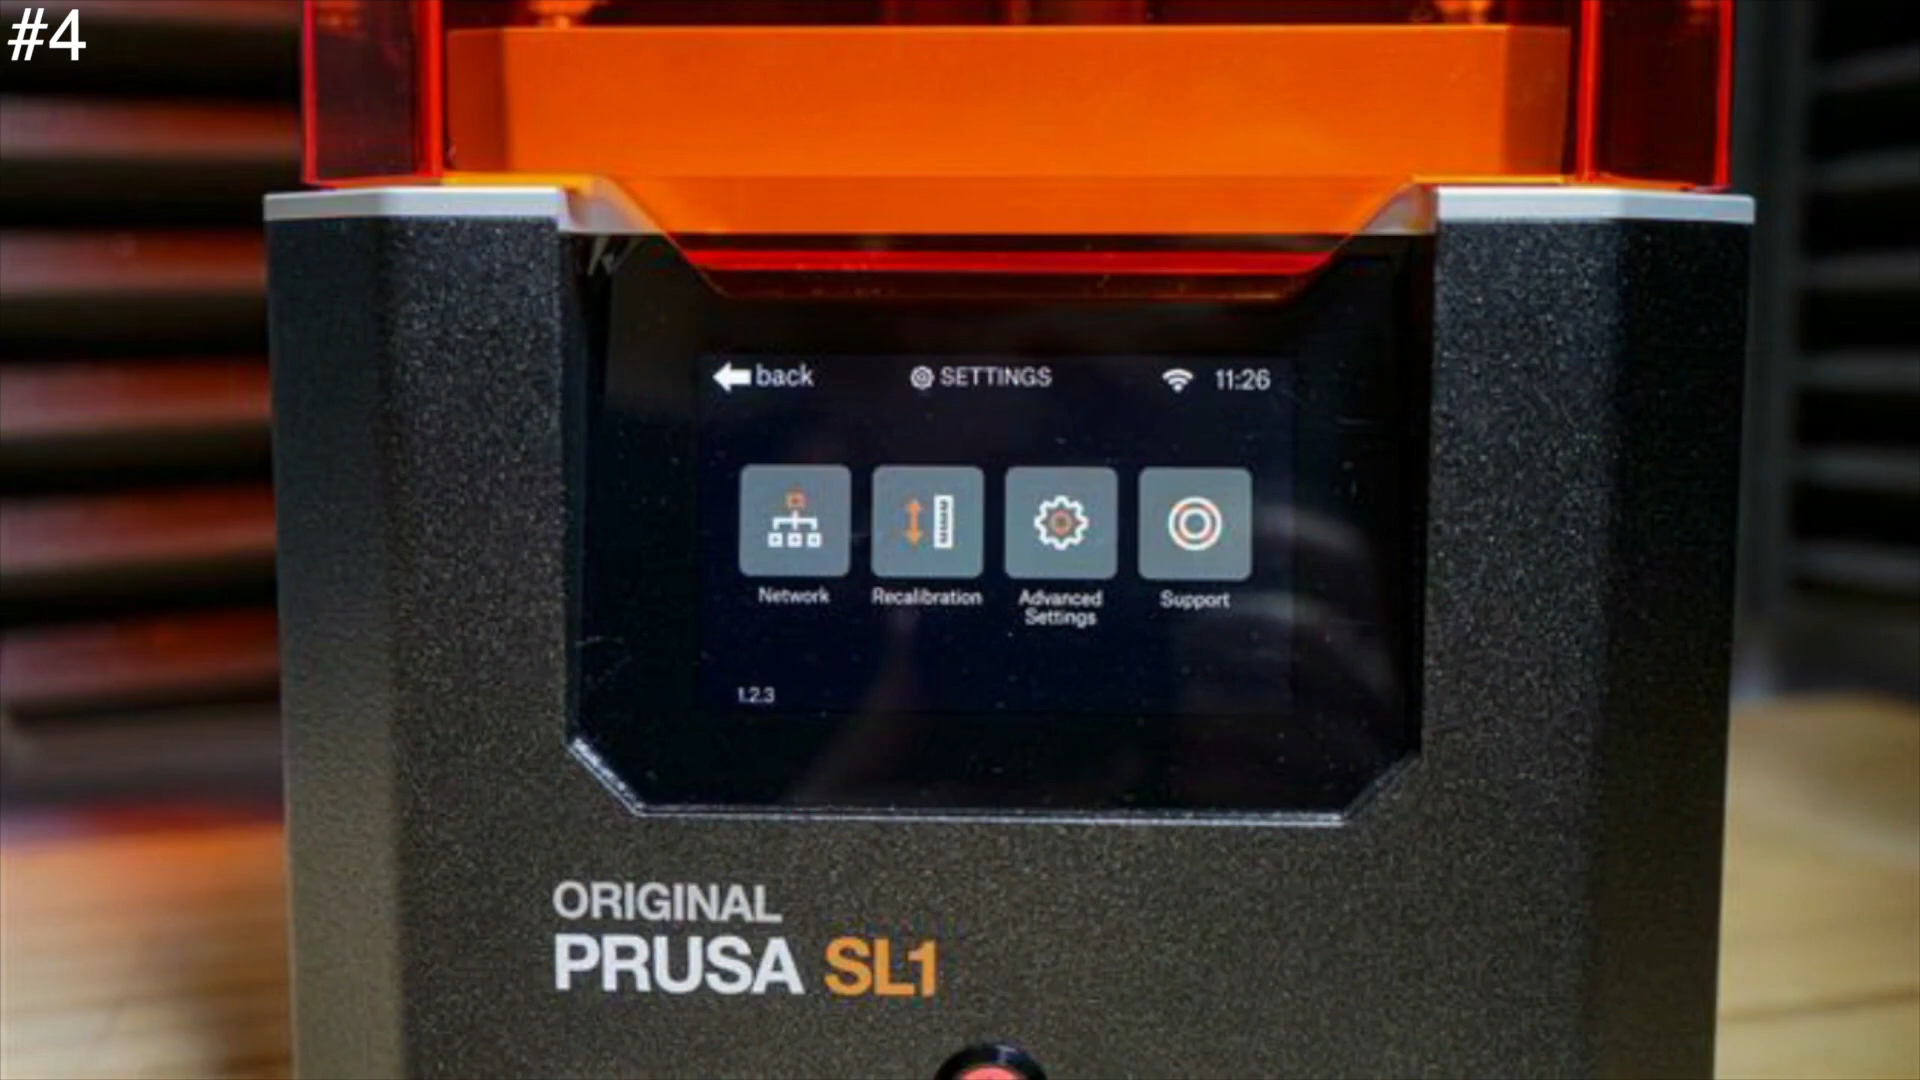 #4
back SETTINGS 11:26
Network Recalibration Advanced Settings Support
1.2.3
ORIGINAL
PRUSA SL1